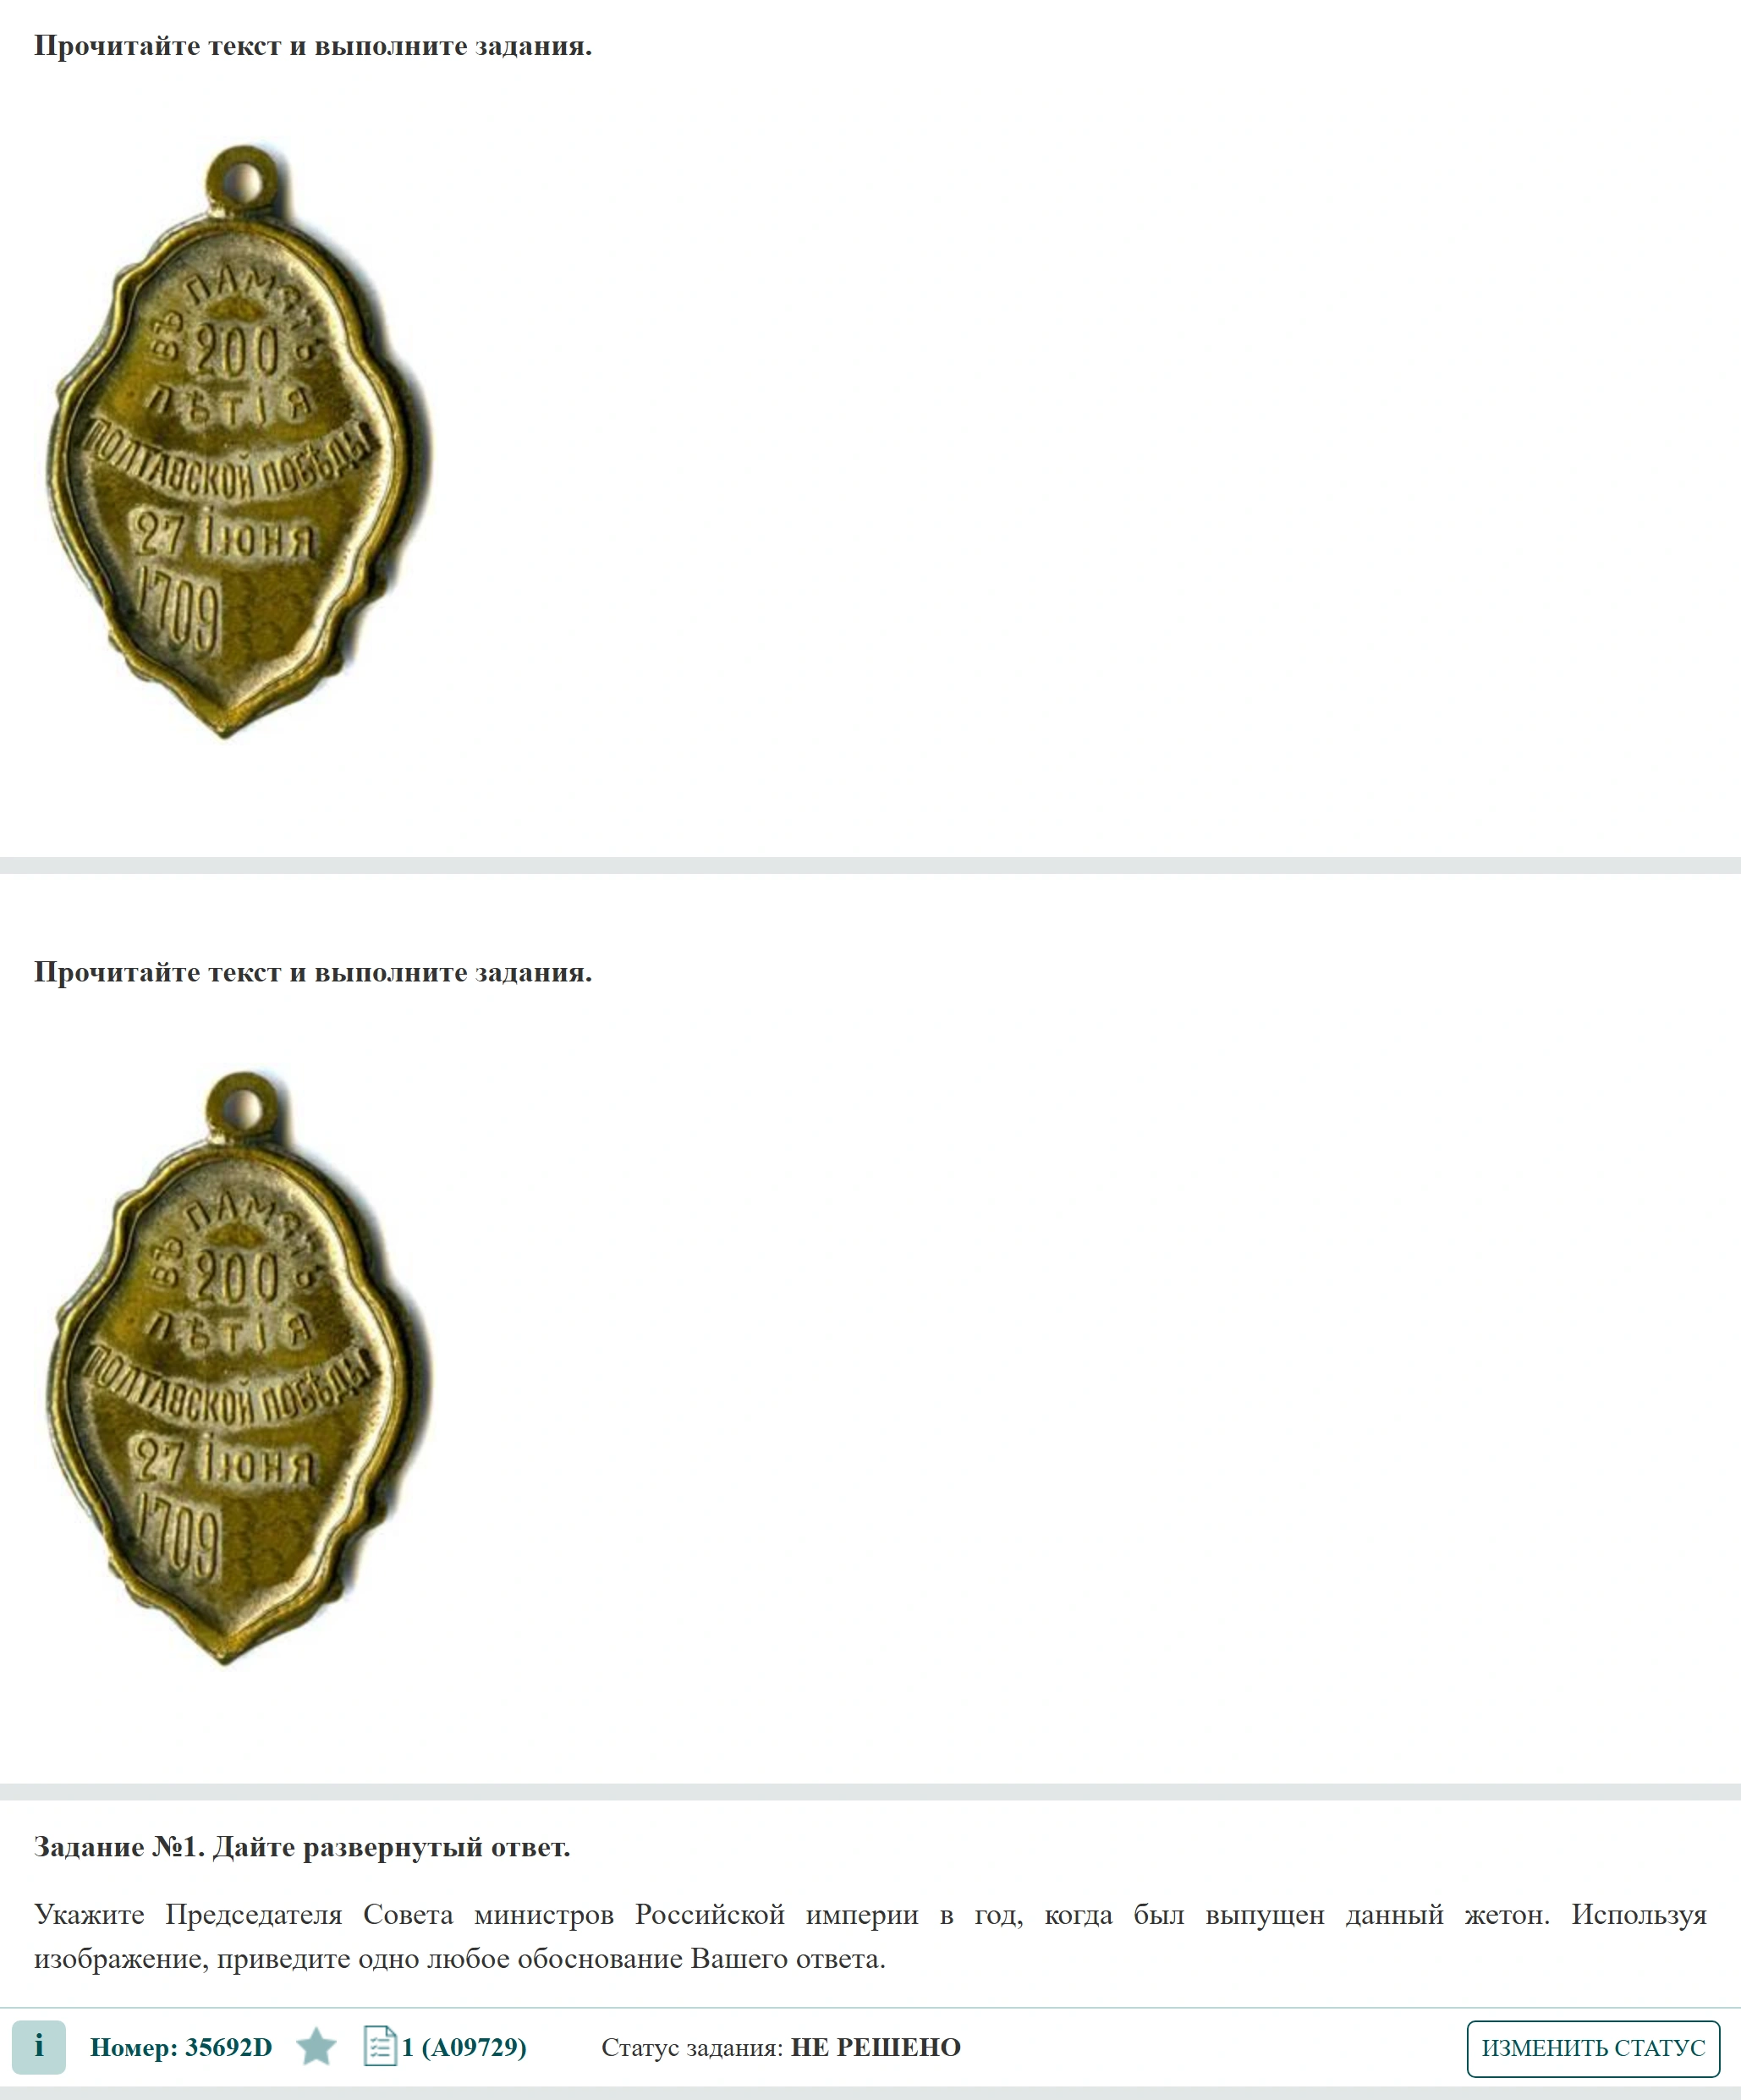 Прочитайте текст и выполните задания.
ВЪ ПАМЯТЬ
200
ЛѢТІЯ
ПОЛТАВСКОЙ ПОБѢДЫ
27 Іюня
1709
Прочитайте текст и выполните задания.
ВЪ ПАМЯТЬ
200
ЛѢТІЯ
ПОЛТАВСКОЙ ПОБѢДЫ
27 Іюня
1709
Задание №1. Дайте развернутый ответ.
Укажите Председателя Совета министров Российской империи в год, когда был выпущен данный жетон. Используя
изображение, приведите одно любое обоснование Вашего ответа.
i Номер: 35692D 1 (A09729) Статус задания: НЕ РЕШЕНО ИЗМЕНИТЬ СТАТУС